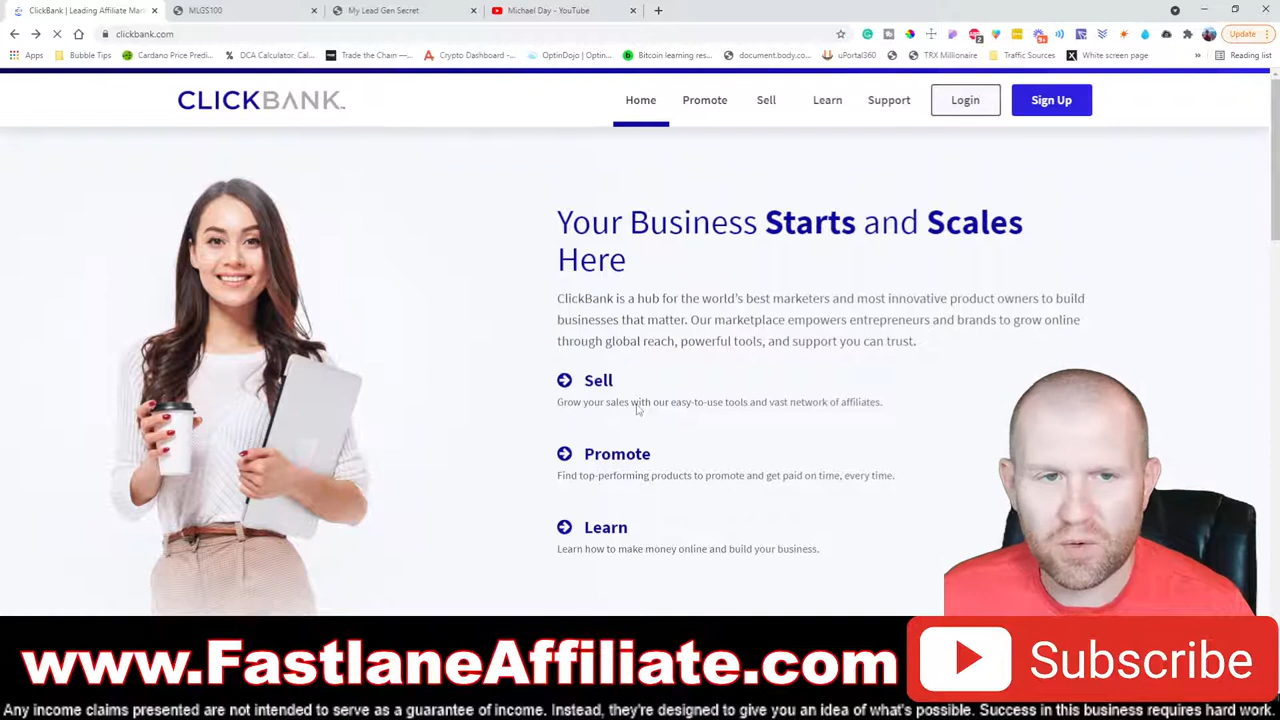 ClickBank | Leading Affiliate Mar
MLGS100
My Lead Gen Secret
Michael Day - YouTube
clickbank.com
Update
Apps
Bubble Tips
Cardano Price Predi...
DCA Calculator. Cal...
Trade the Chain —...
Crypto Dashboard -...
OptinDojo | Optin...
Bitcoin learning res...
document.body.co...
uPortal360
TRX Millionaire
Traffic Sources
White screen page
»
Reading list
CLICKBANK
Home
Promote
Sell
Learn
Support
Login
Sign Up
Your Business Starts and Scales
Here
ClickBank is a hub for the world's best marketers and most innovative product owners to build
businesses that matter. Our marketplace empowers entrepreneurs and brands to grow online
through global reach, powerful tools, and support you can trust.
Sell
Grow your sales with our easy-to-use tools and vast network of affiliates.
Promote
Find top-performing products to promote and get paid on time, every time.
Learn
Learn how to make money online and build your business.
www.FastlaneAffiliate.com
Subscribe
Any income claims presented are not intended to serve as a guarantee of income. Instead, they're designed to give you an idea of what's possible. Success in this business requires hard work.